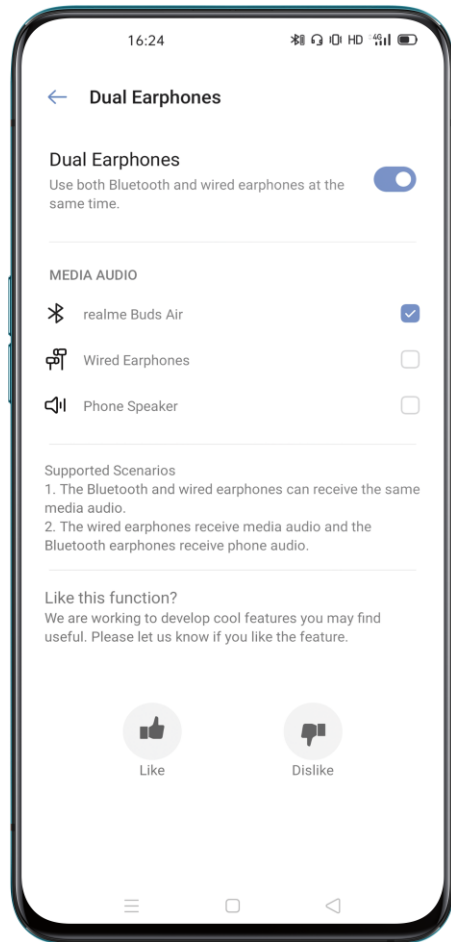 16:24
HD 4G
Dual Earphones
Dual Earphones
Use both Bluetooth and wired earphones at the
same time.
MEDIA AUDIO
realme Buds Air
Wired Earphones
Phone Speaker
Supported Scenarios
1. The Bluetooth and wired earphones can receive the same
media audio.
2. The wired earphones receive media audio and the
Bluetooth earphones receive phone audio.
Like this function?
We are working to develop cool features you may find
useful. Please let us know if you like the feature.
Like
Dislike